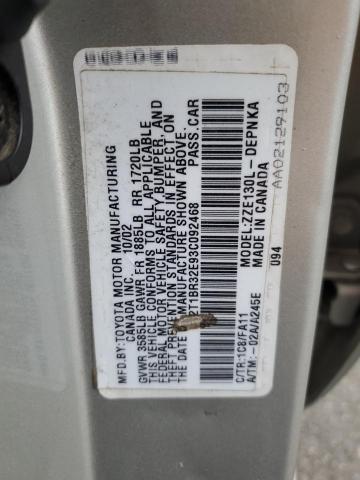 MFD.BY:TOYOTA MOTOR MANUFACTURING
CANADA INC. 10/02
GVWR 3585LB GAWR FR 1885LB RR 1720LB
THIS VEHICLE CONFORMS TO ALL APPLICABLE
FEDERAL MOTOR VEHICLE SAFETY, BUMPER, AND
THEFT PREVENTION STANDARDS IN EFFECT ON
THE DATE OF MANUFACTURE SHOWN ABOVE.
2T1BR32E93C092468 PASS.CAR
C/TR:1C8/FA11 ZZE130L-DEPNKA
A/TM:-02A/A245E MADE IN CANADA
094 AA02129103